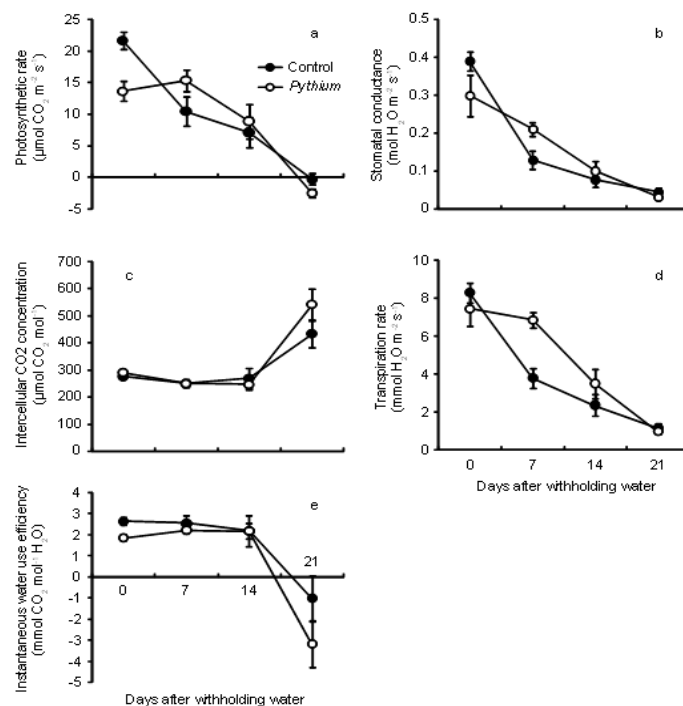 a
Control
Pythium
25
20
15
10
5
0
-5
Photosynthetic rate
(µmol CO₂ m⁻² s⁻¹)
b
0.5
0.4
0.3
0.2
0.1
0
Stomatal conductance
(mol H₂O m⁻² s⁻¹)
c
700
600
500
400
300
200
100
0
Intercellular CO2 concentration
(µmol CO₂ mol⁻¹)
d
10
8
6
4
2
0
Transpiration rate
(mmol H₂O m⁻² s⁻¹)
0 7 14 21
Days after withholding water
e
4
3
2
1
0
-1
-2
-3
-4
-5
Instantaneous water use efficiency
(mmol CO₂ mol⁻¹ H₂O)
0 7 14 21
Days after withholding water